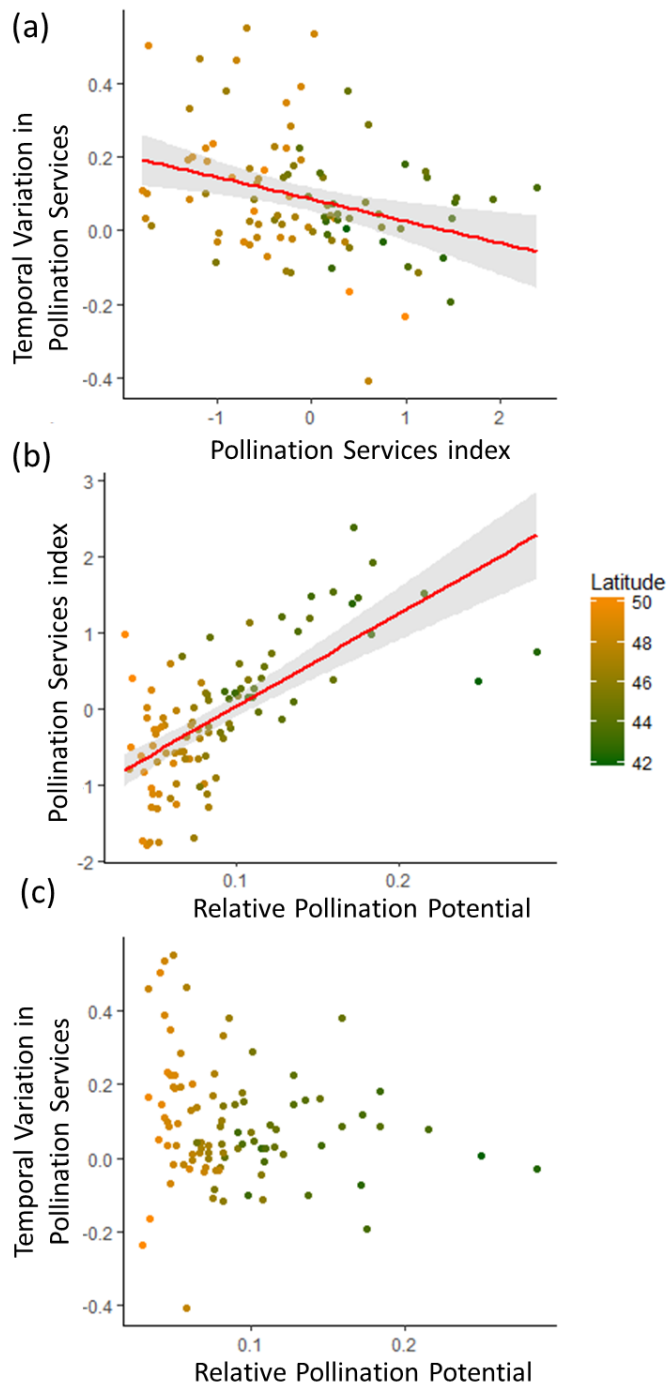 (a)
Temporal Variation in
Pollination Services
0.4
0.2
0.0
-0.2
-0.4
-1
0
1
2
Pollination Services index
(b)
Pollination Services index
3
2
1
0
1
-2
0.1
0.2
Relative Pollination Potential
Latitude
50
48
46
44
42
(c)
Temporal Variation in
Pollination Services
0.4
0.2
0.0
-0.2
-0.4
0.1
0.2
Relative Pollination Potential